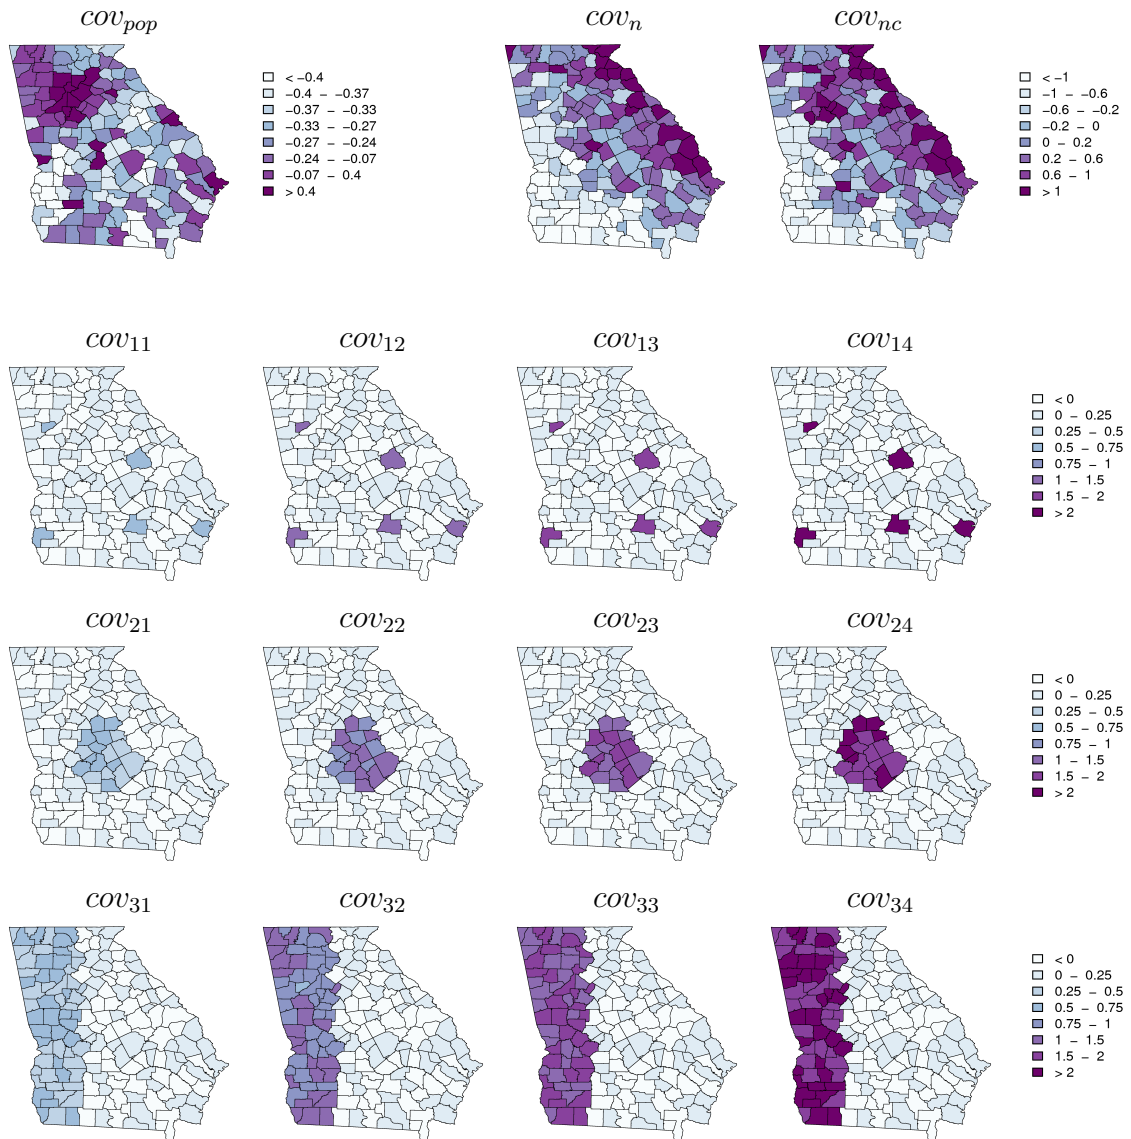 cov_pop
cov_n
cov_nc
< −0.4
−0.4 − −0.37
−0.37 − −0.33
−0.33 − −0.27
−0.27 − −0.24
−0.24 − −0.07
−0.07 − 0.4
> 0.4
< −1
−1 − −0.6
−0.6 − −0.2
−0.2 − 0
0 − 0.2
0.2 − 0.6
0.6 − 1
> 1
cov_11
cov_12
cov_13
cov_14
< 0
0 − 0.25
0.25 − 0.5
0.5 − 0.75
0.75 − 1
1 − 1.5
1.5 − 2
> 2
cov_21
cov_22
cov_23
cov_24
< 0
0 − 0.25
0.25 − 0.5
0.5 − 0.75
0.75 − 1
1 − 1.5
1.5 − 2
> 2
cov_31
cov_32
cov_33
cov_34
< 0
0 − 0.25
0.25 − 0.5
0.5 − 0.75
0.75 − 1
1 − 1.5
1.5 − 2
> 2